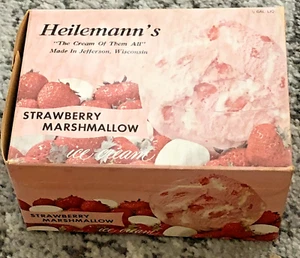 Heilemann's
"The Cream Of Them All"
Made In Jefferson, Wisconsin
STRAWBERRY
MARSHMALLOW
ice cream
STRAWBERRY
MARSHMALLOW
ice cream